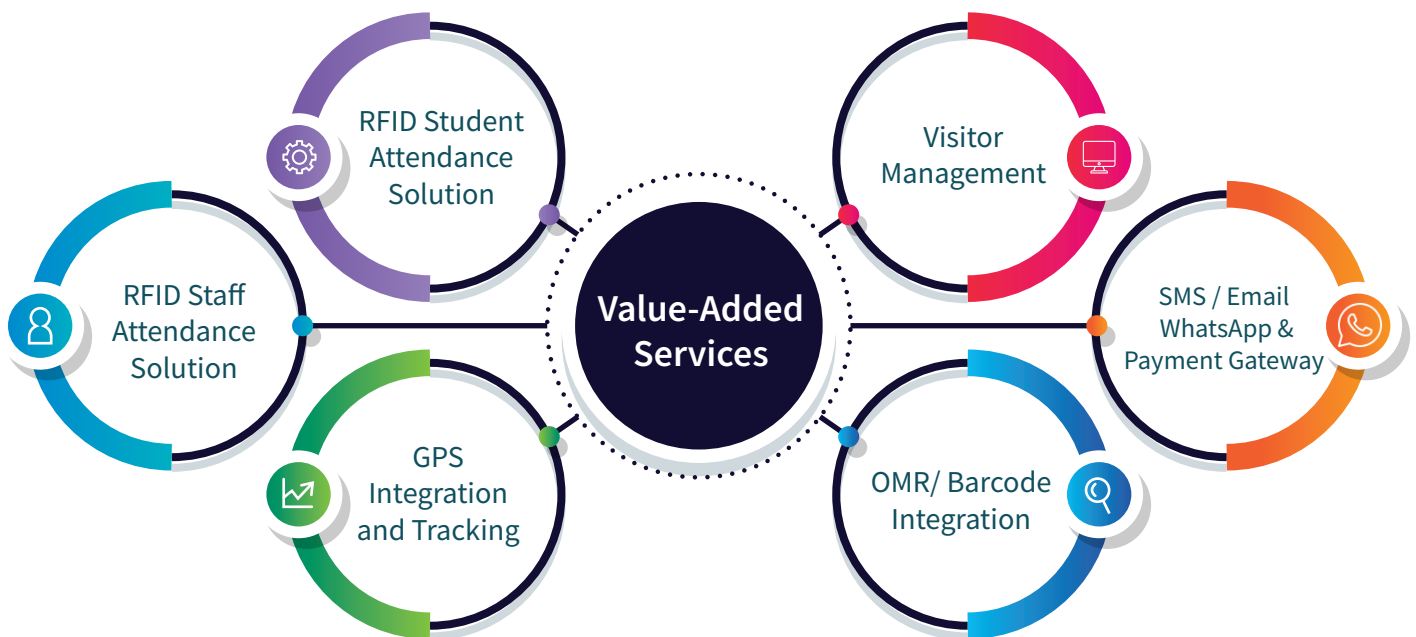 RFID Student
Attendance
Solution
Visitor
Management
RFID Staff
Attendance
Solution
Value-Added
Services
SMS / Email
WhatsApp &
Payment Gateway
GPS
Integration
and Tracking
OMR/ Barcode
Integration